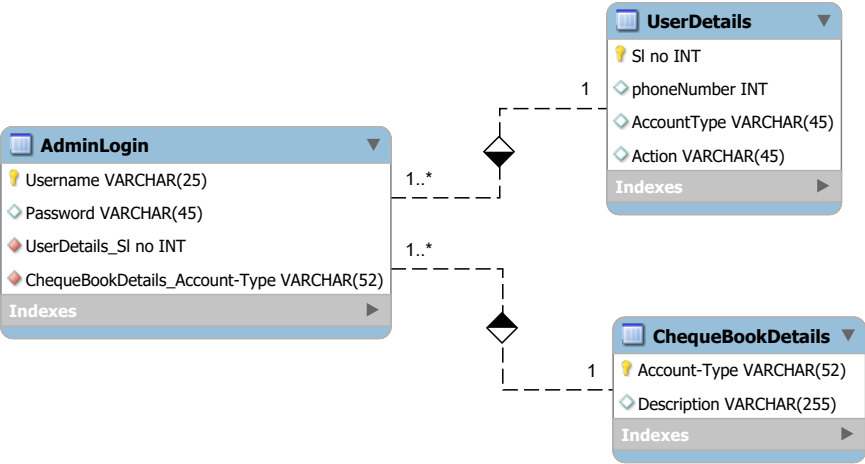 UserDetails
Sl no INT
phoneNumber INT
AccountType VARCHAR(45)
Action VARCHAR(45)
Indexes
1
AdminLogin
Username VARCHAR(25)
Password VARCHAR(45)
UserDetails_Sl no INT
ChequeBookDetails_Account-Type VARCHAR(52)
Indexes
1..*
1..*
1
ChequeBookDetails
Account-Type VARCHAR(52)
Description VARCHAR(255)
Indexes